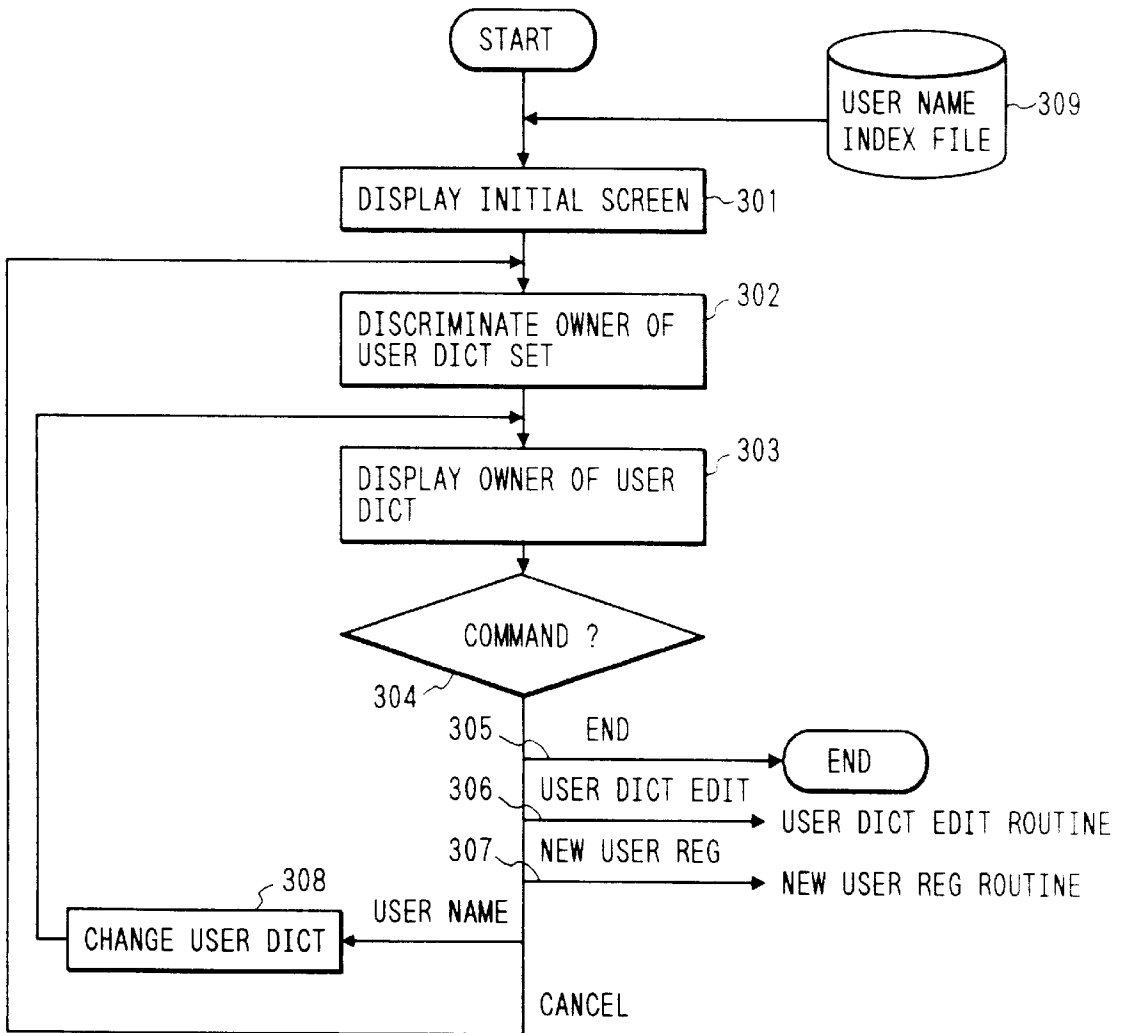 START
USER NAME
INDEX FILE
309
DISPLAY INITIAL SCREEN
301
302
DISCRIMINATE OWNER OF
USER DICT SET
303
DISPLAY OWNER OF USER
DICT
COMMAND ?
304
305
END
END
306
USER DICT EDIT
USER DICT EDIT ROUTINE
307
NEW USER REG
NEW USER REG ROUTINE
308
USER NAME
CHANGE USER DICT
CANCEL